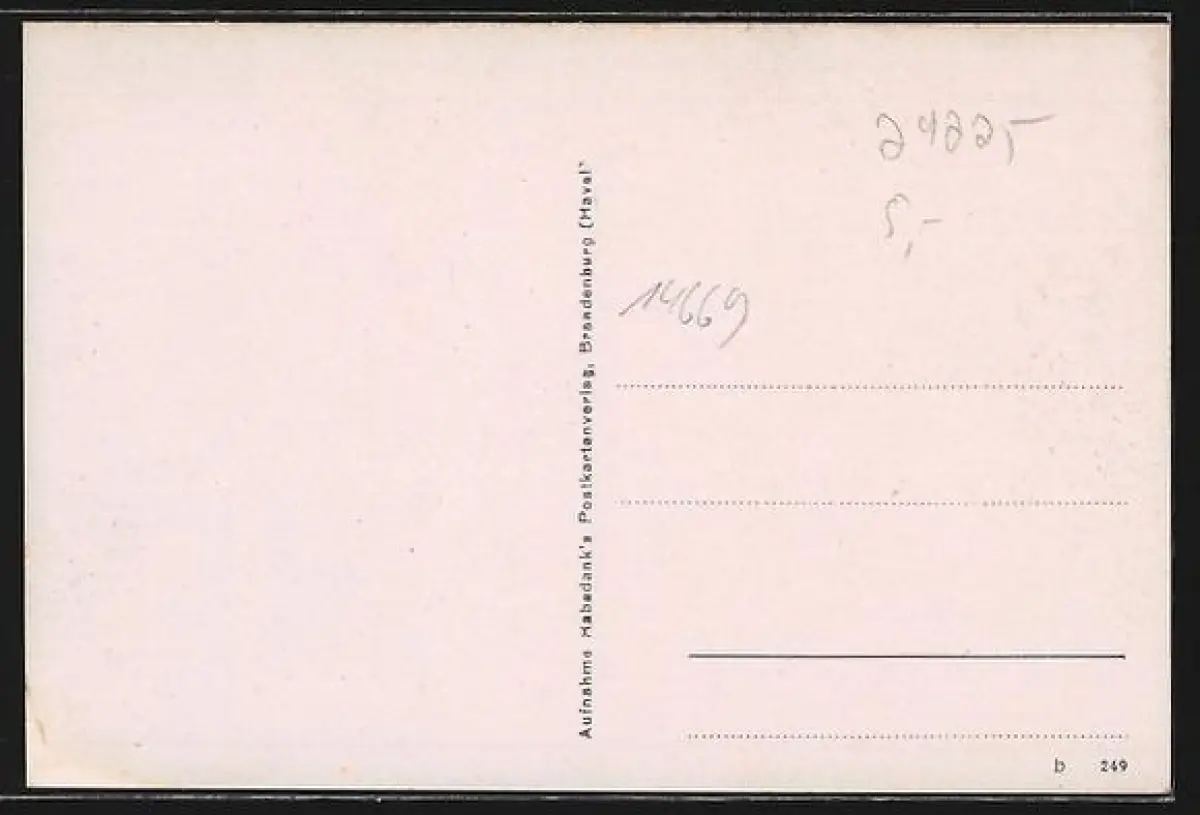 24225
5,-
14669
Aufnahme Habedank's Postkartenverlag, Brandenburg (Havel)
b 249